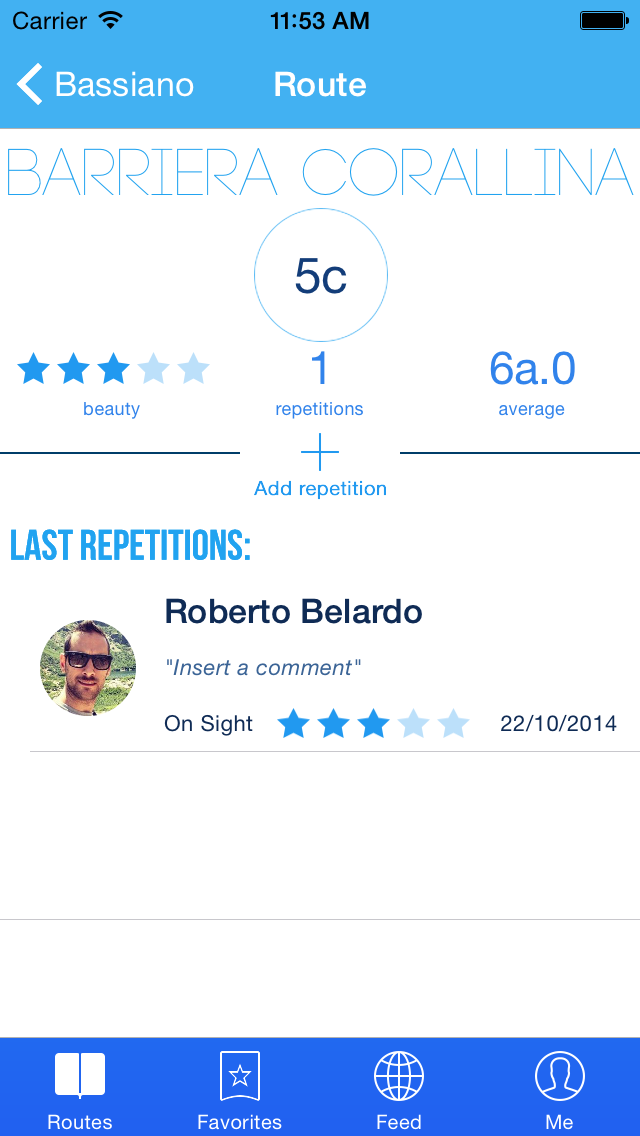 Carrier 11:53 AM
Bassiano Route
BARRIERA CORALLINA
5c
1 6a.0
beauty repetitions average
Add repetition
LAST REPETITIONS:
Roberto Belardo
"Insert a comment"
On Sight 22/10/2014
Routes Favorites Feed Me